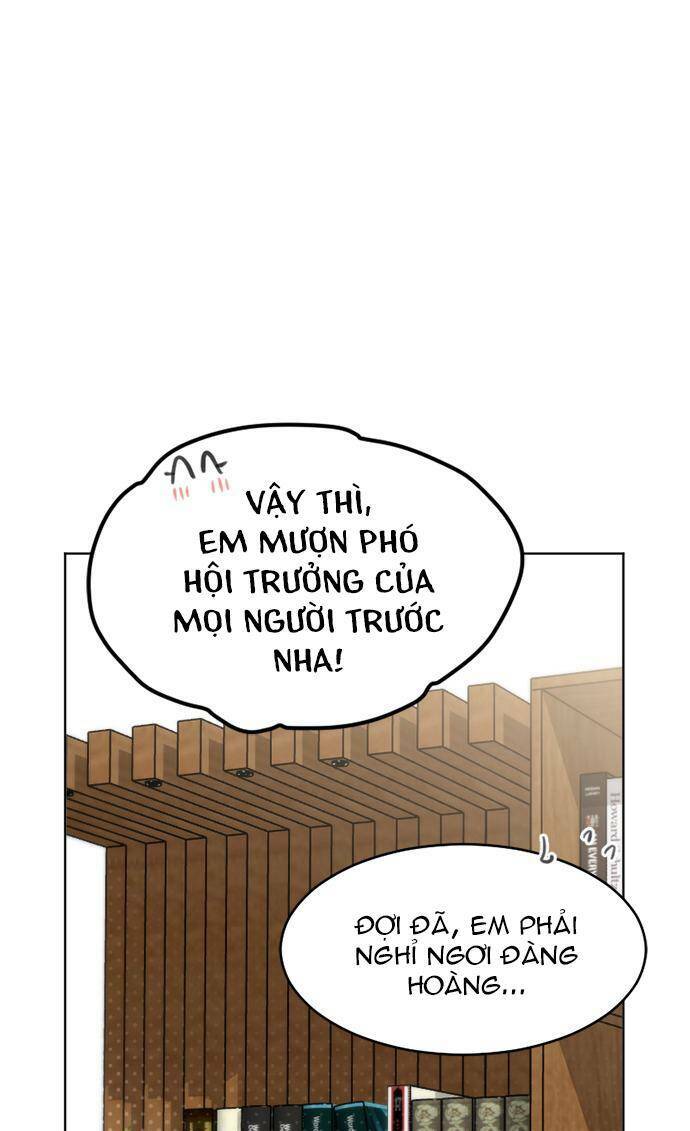 VẬY THÌ,
EM MƯỢN PHÓ
HỘI TRƯỞNG CỦA
MỌI NGƯỜI TRƯỚC
NHA!
Howard
ĐỢI ĐÃ, EM PHẢI
NGHỈ NGƠI ĐÀNG
HOÀNG...